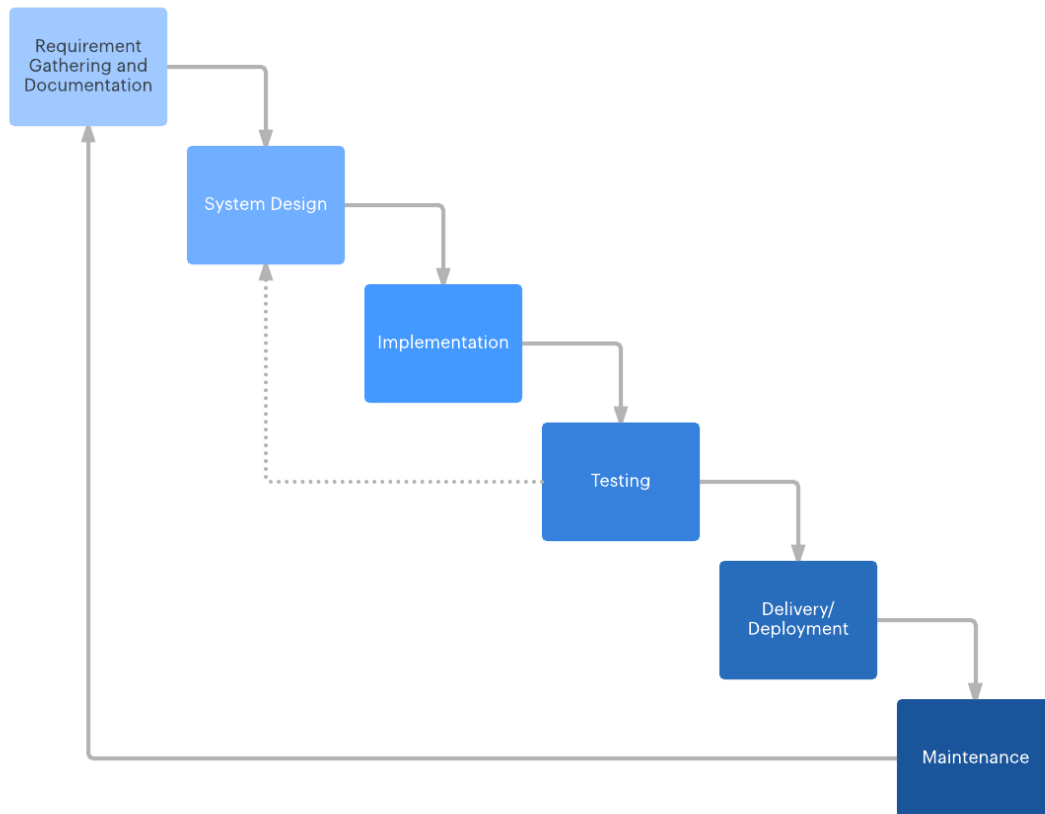 Requirement
Gathering and
Documentation
System Design
Implementation
Testing
Delivery/
Deployment
Maintenance